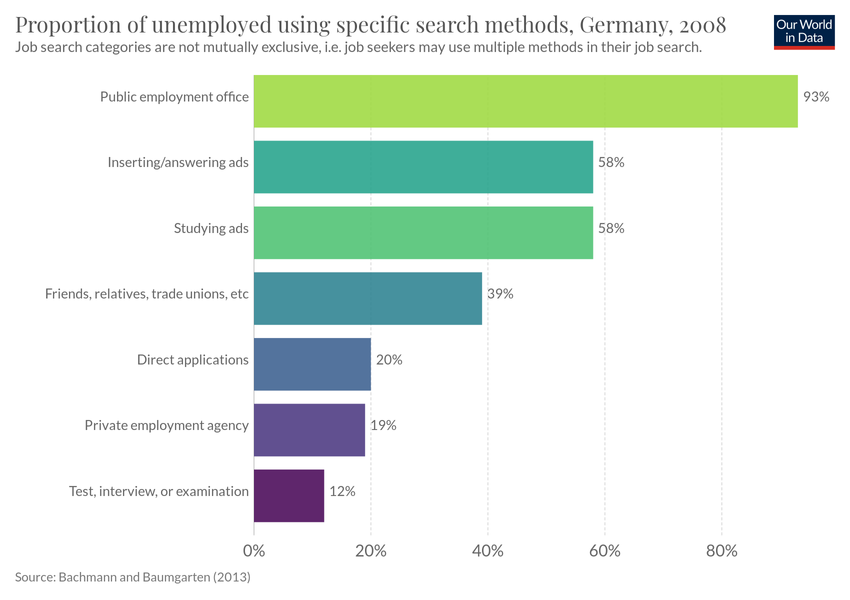 Proportion of unemployed using specific search methods, Germany, 2008
Our World
in Data
Job search categories are not mutually exclusive, i.e. job seekers may use multiple methods in their job search.
Public employment office 93%
Inserting/answering ads 58%
Studying ads 58%
Friends, relatives, trade unions, etc 39%
Direct applications 20%
Private employment agency 19%
Test, interview, or examination 12%
0% 20% 40% 60% 80%
Source: Bachmann and Baumgarten (2013)